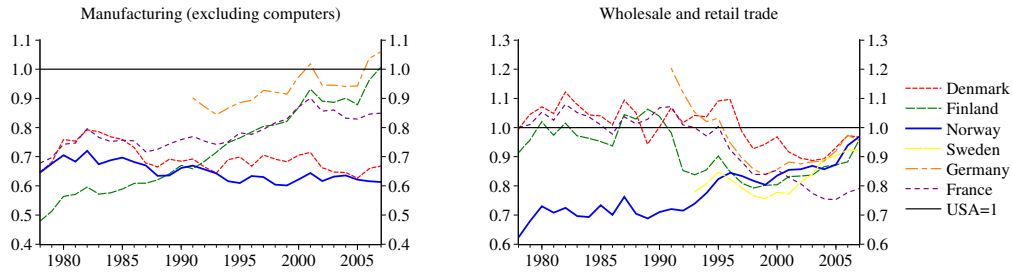 Manufacturing (excluding computers)
1.1
1.0
0.9
0.8
0.7
0.6
0.5
0.4
1.1
1.0
0.9
0.8
0.7
0.6
0.5
0.4
1980 1985 1990 1995 2000 2005
Wholesale and retail trade
1.3
1.2
1.1
1.0
0.9
0.8
0.7
0.6
1.3
1.2
1.1
1.0
0.9
0.8
0.7
0.6
1980 1985 1990 1995 2000 2005
Denmark
Finland
Norway
Sweden
Germany
France
USA=1